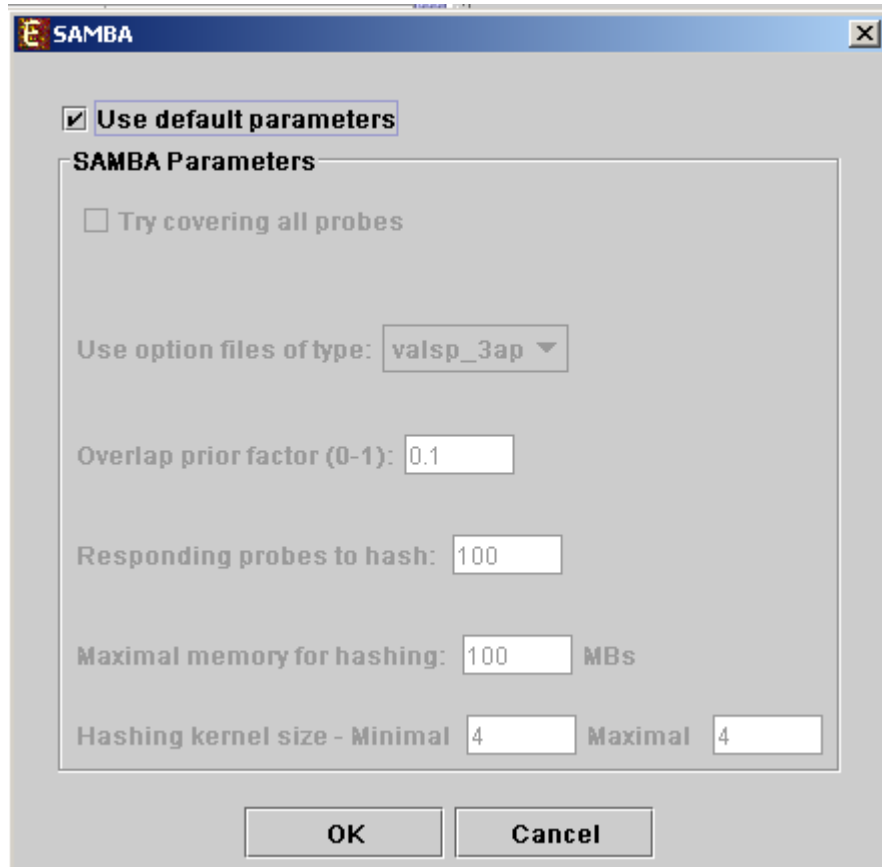 SAMBA
Use default parameters
SAMBA Parameters
Try covering all probes
Use option files of type: valsp_3ap
Overlap prior factor (0-1): 0.1
Responding probes to hash: 100
Maximal memory for hashing: 100 MBs
Hashing kernel size - Minimal 4 Maximal 4
OK Cancel